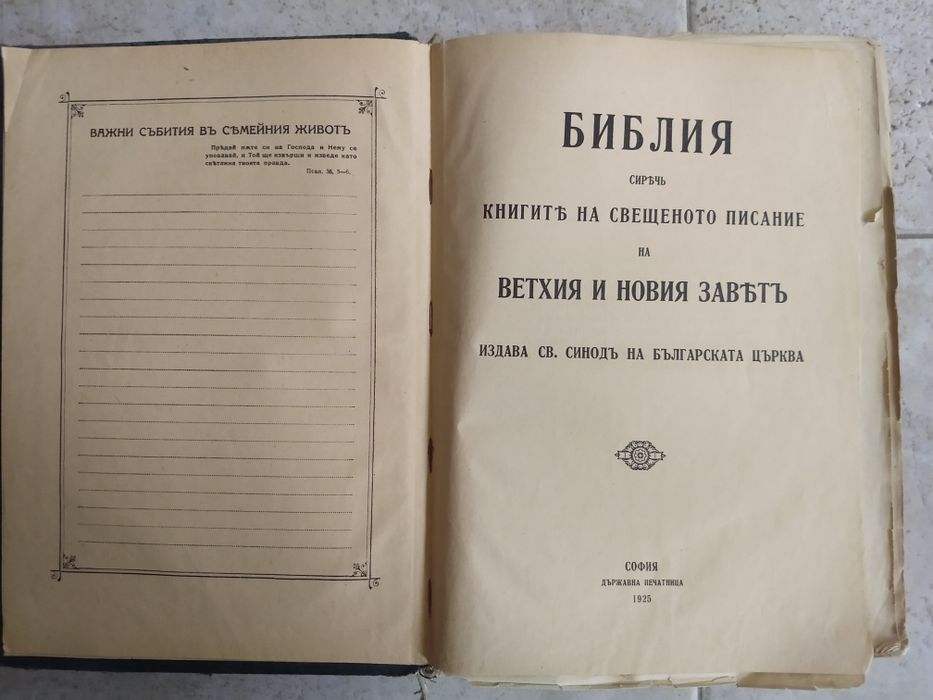 ВАЖНИ СЪБИТИЯ ВЪ СѢМЕЙНИЯ ЖИВОТЪ
Прѣдай пѫте си на Господа и Нему се
уповавай, и Той ще извърши и изведе като
свѣтлина твоята правда.
Псал. 36, 5—6.
БИБЛИЯ
СИРѢЧЬ
КНИГИТѢ НА СВЕЩЕНОТО ПИСАНИЕ
НА
ВЕТХИЯ И НОВИЯ ЗАВѢТЪ
ИЗДАВА СВ. СИНОДЪ НА БЪЛГАРСКАТА ЦЪРКВА
СОФИЯ
ДЪРЖАВНА ПЕЧАТНИЦА
1925